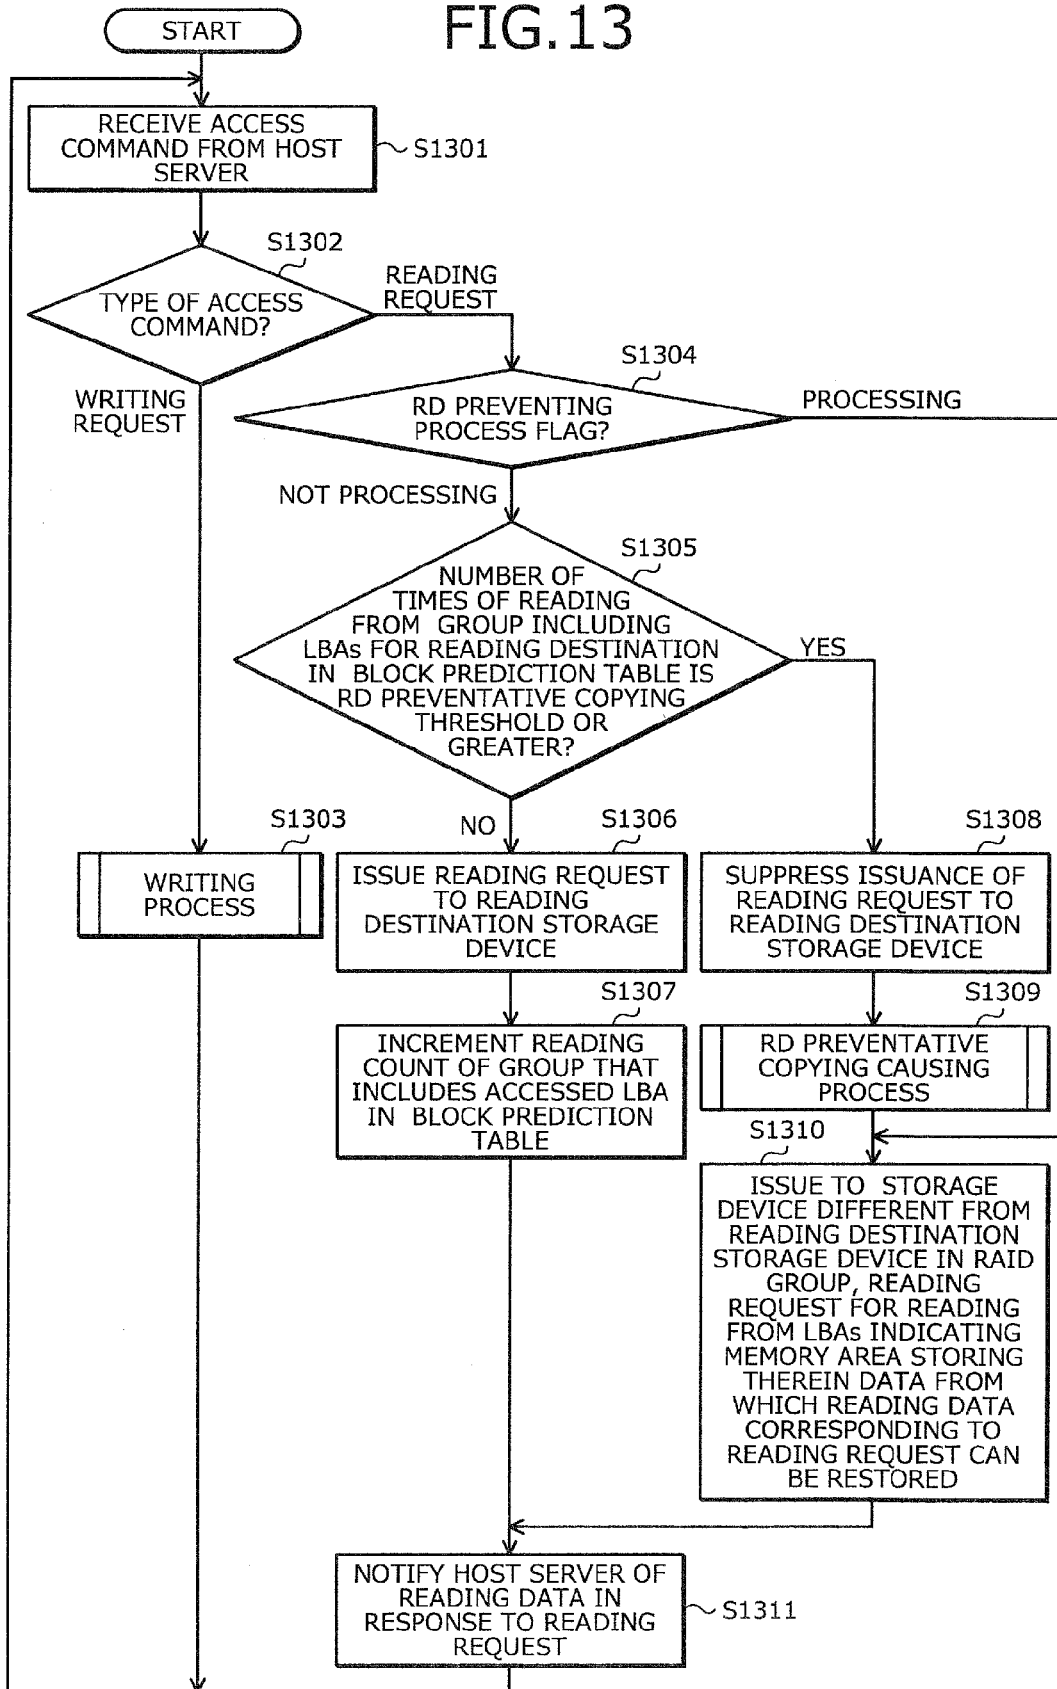 FIG.13
START
RECEIVE ACCESS
COMMAND FROM HOST
SERVER
S1301
S1302
TYPE OF ACCESS
COMMAND?
READING
REQUEST
WRITING
REQUEST
S1304
RD PREVENTING
PROCESS FLAG?
PROCESSING
NOT PROCESSING
S1305
NUMBER OF
TIMES OF READING
FROM GROUP INCLUDING
LBAs FOR READING DESTINATION
IN BLOCK PREDICTION TABLE IS
RD PREVENTATIVE COPYING
THRESHOLD OR
GREATER?
YES
NO
S1303
WRITING
PROCESS
S1306
ISSUE READING REQUEST
TO READING
DESTINATION STORAGE
DEVICE
S1308
SUPPRESS ISSUANCE OF
READING REQUEST TO
READING DESTINATION
STORAGE DEVICE
S1307
INCREMENT READING
COUNT OF GROUP THAT
INCLUDES ACCESSED LBA
IN BLOCK PREDICTION
TABLE
S1309
RD PREVENTATIVE
COPYING CAUSING
PROCESS
S1310
ISSUE TO STORAGE
DEVICE DIFFERENT FROM
READING DESTINATION
STORAGE DEVICE IN RAID
GROUP, READING
REQUEST FOR READING
FROM LBAs INDICATING
MEMORY AREA STORING
THEREIN DATA FROM
WHICH READING DATA
CORRESPONDING TO
READING REQUEST CAN
BE RESTORED
NOTIFY HOST SERVER OF
READING DATA IN
RESPONSE TO READING
REQUEST
S1311